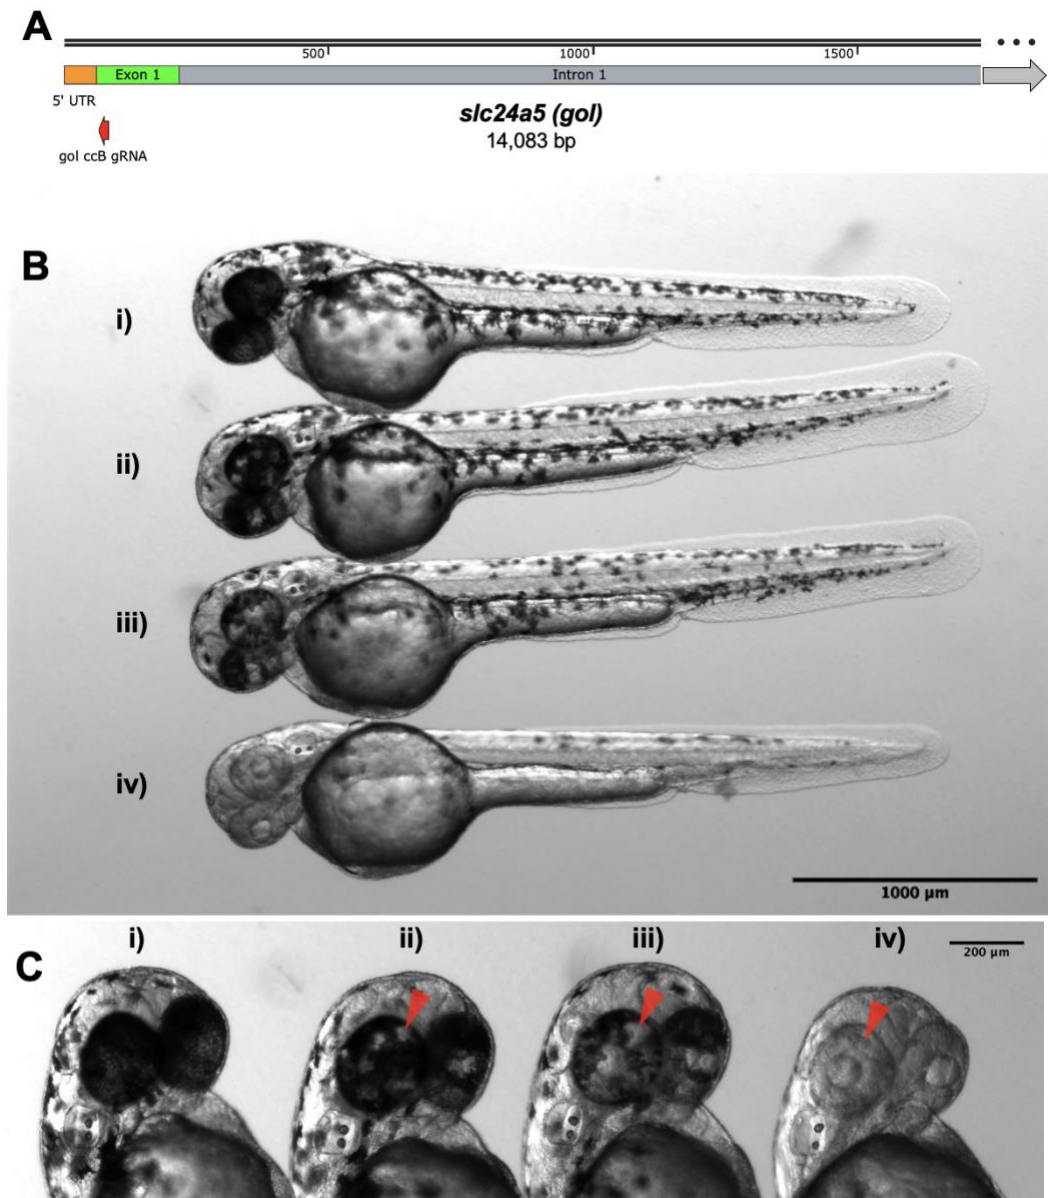 A
500 1000 1500
Exon 1 Intron 1
5' UTR
slc24a5 (gol)
14,083 bp
gol ccB gRNA
B
i)
ii)
iii)
iv)
1000 µm
i) ii) iii) iv)
C
200 µm